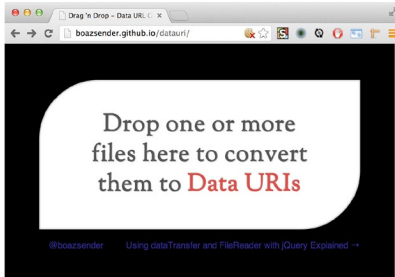 Drag 'n Drop – Data URL
boazsender.github.io/datauri/
Drop one or more
files here to convert
them to Data URIs
@boazsender Using dataTransfer and FileReader with jQuery Explained →